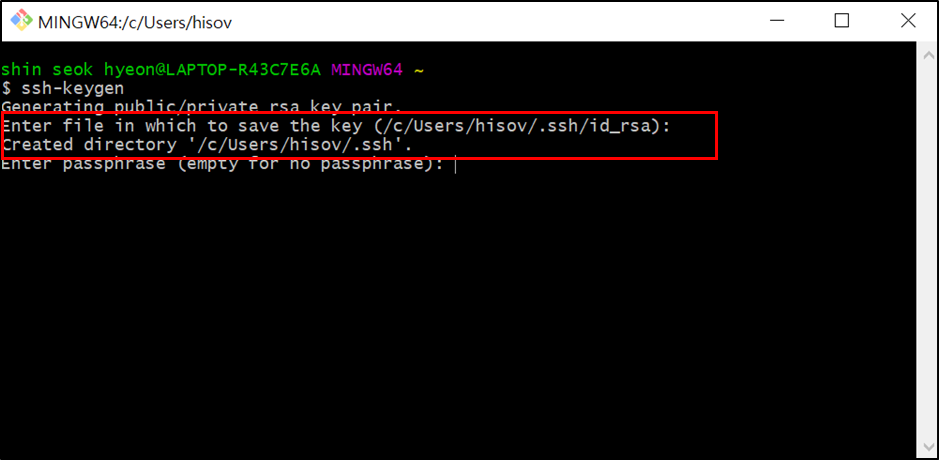 MINGW64:/c/Users/hisov
shin seok hyeon@LAPTOP-R43C7E6A MINGW64 ~
$ ssh-keygen
Generating public/private rsa key pair.
Enter file in which to save the key (/c/Users/hisov/.ssh/id_rsa):
Created directory '/c/Users/hisov/.ssh'.
Enter passphrase (empty for no passphrase):